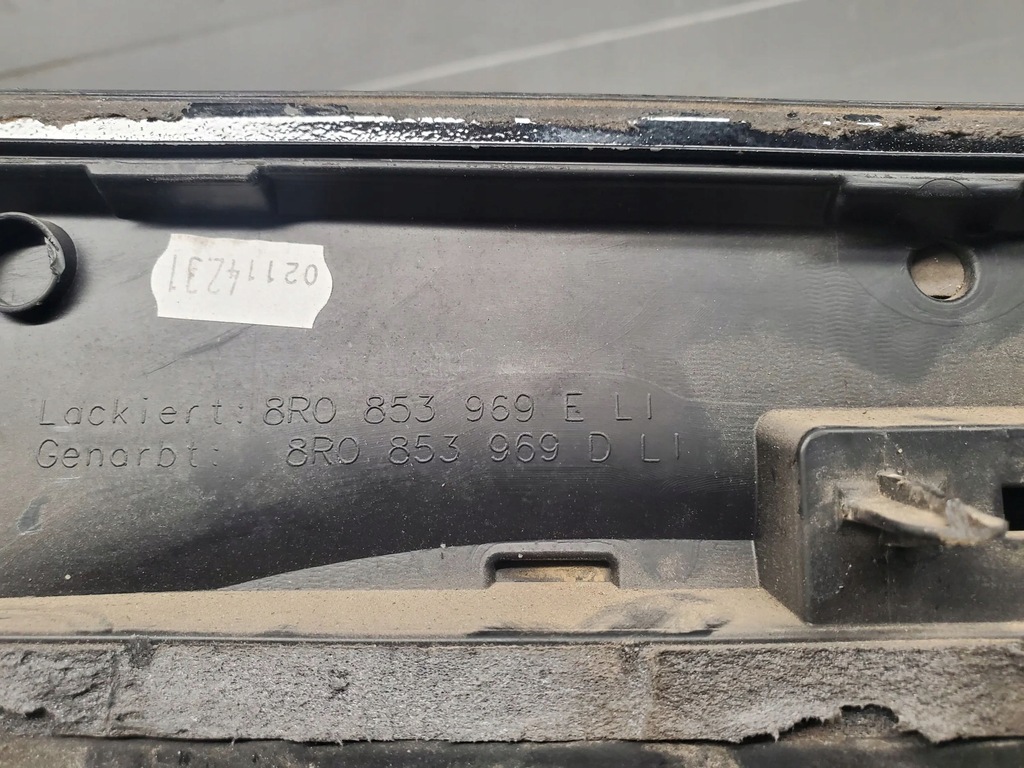 02114231
Lackiert: 8R0 853 969 E LI
Genarbt: 8R0 853 969 D LI